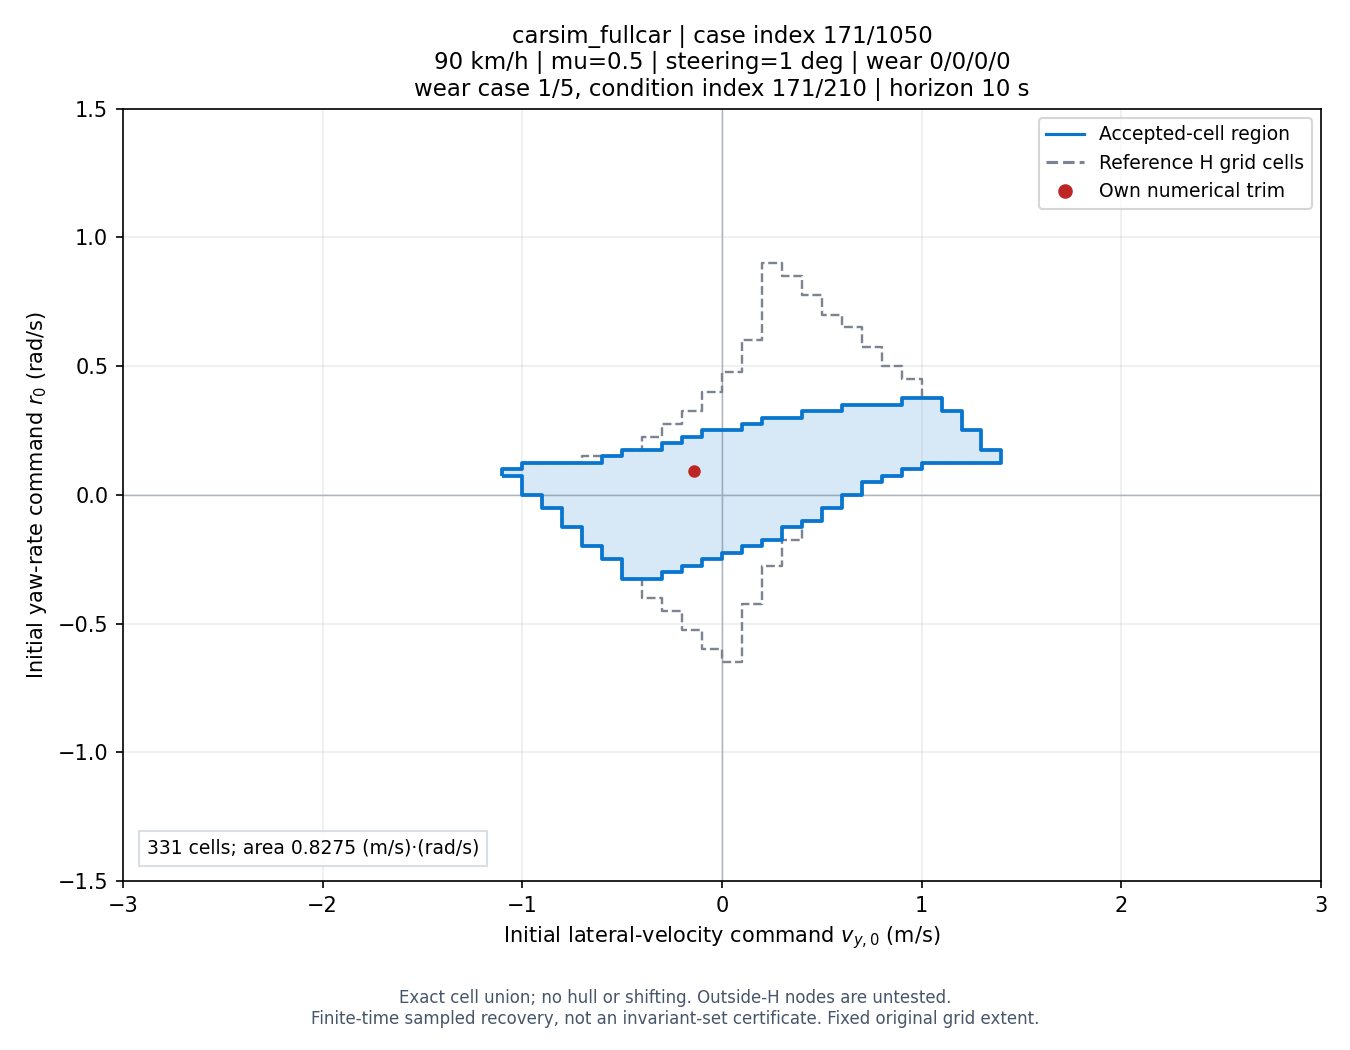 carsim_fullcar | case index 171/1050
90 km/h | mu=0.5 | steering=1 deg | wear 0/0/0/0
wear case 1/5, condition index 171/210 | horizon 10 s
Accepted-cell region
Reference H grid cells
Own numerical trim
1.5
1.0
0.5
0.0
−0.5
−1.0
−1.5
Initial yaw-rate command r0 (rad/s)
331 cells; area 0.8275 (m/s)·(rad/s)
−3
−2
−1
0
1
2
3
Initial lateral-velocity command vy,0 (m/s)
Exact cell union; no hull or shifting. Outside-H nodes are untested.
Finite-time sampled recovery, not an invariant-set certificate. Fixed original grid extent.